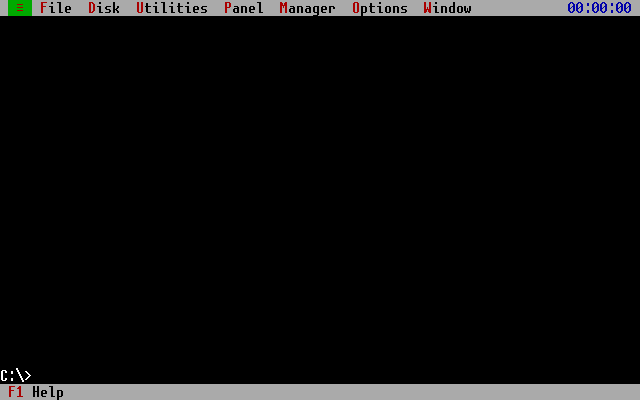 ≡ File Disk Utilities Panel Manager Options Window 00:00:00
C:\>
F1 Help